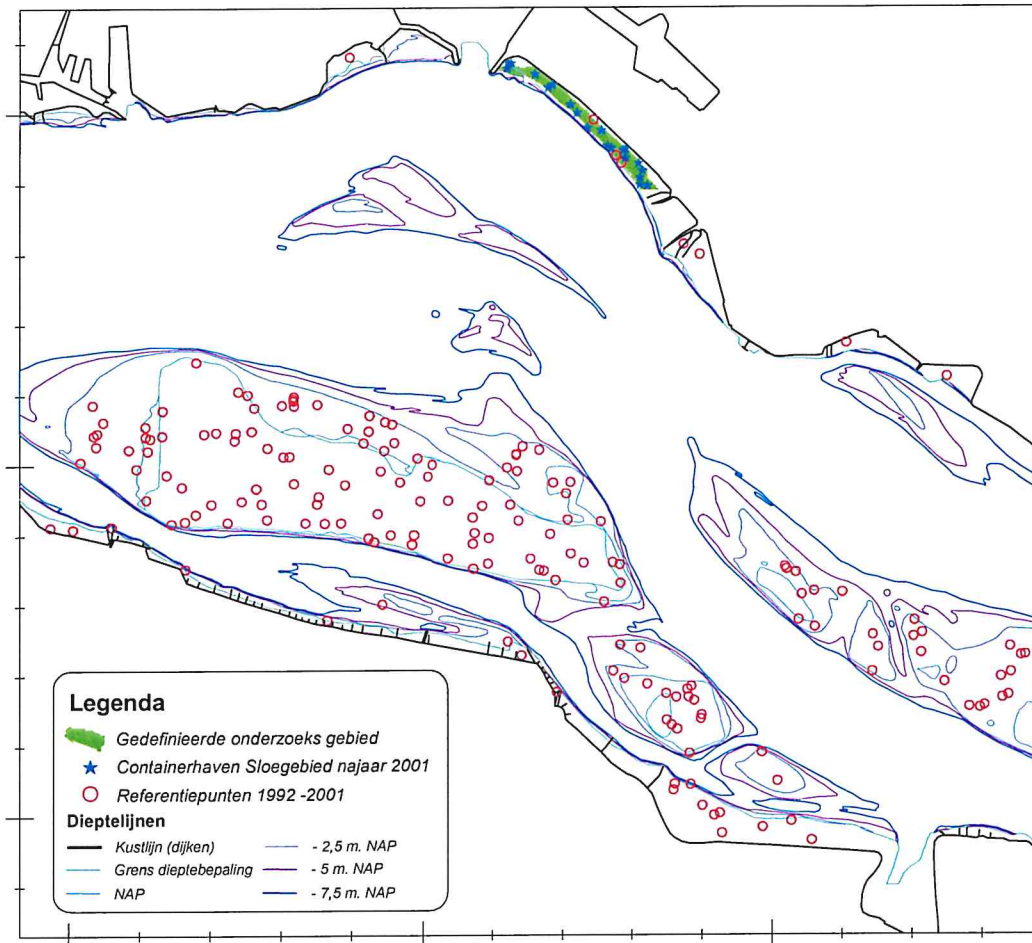 Legenda
Gedefinieerde onderzoeks gebied
Containerhaven Sloegebied najaar 2001
Referentiepunten 1992 -2001
Dieptelijnen
Kustlijn (dijken)
Grens dieptebepaling
NAP
- 2,5 m. NAP
- 5 m. NAP
- 7,5 m. NAP